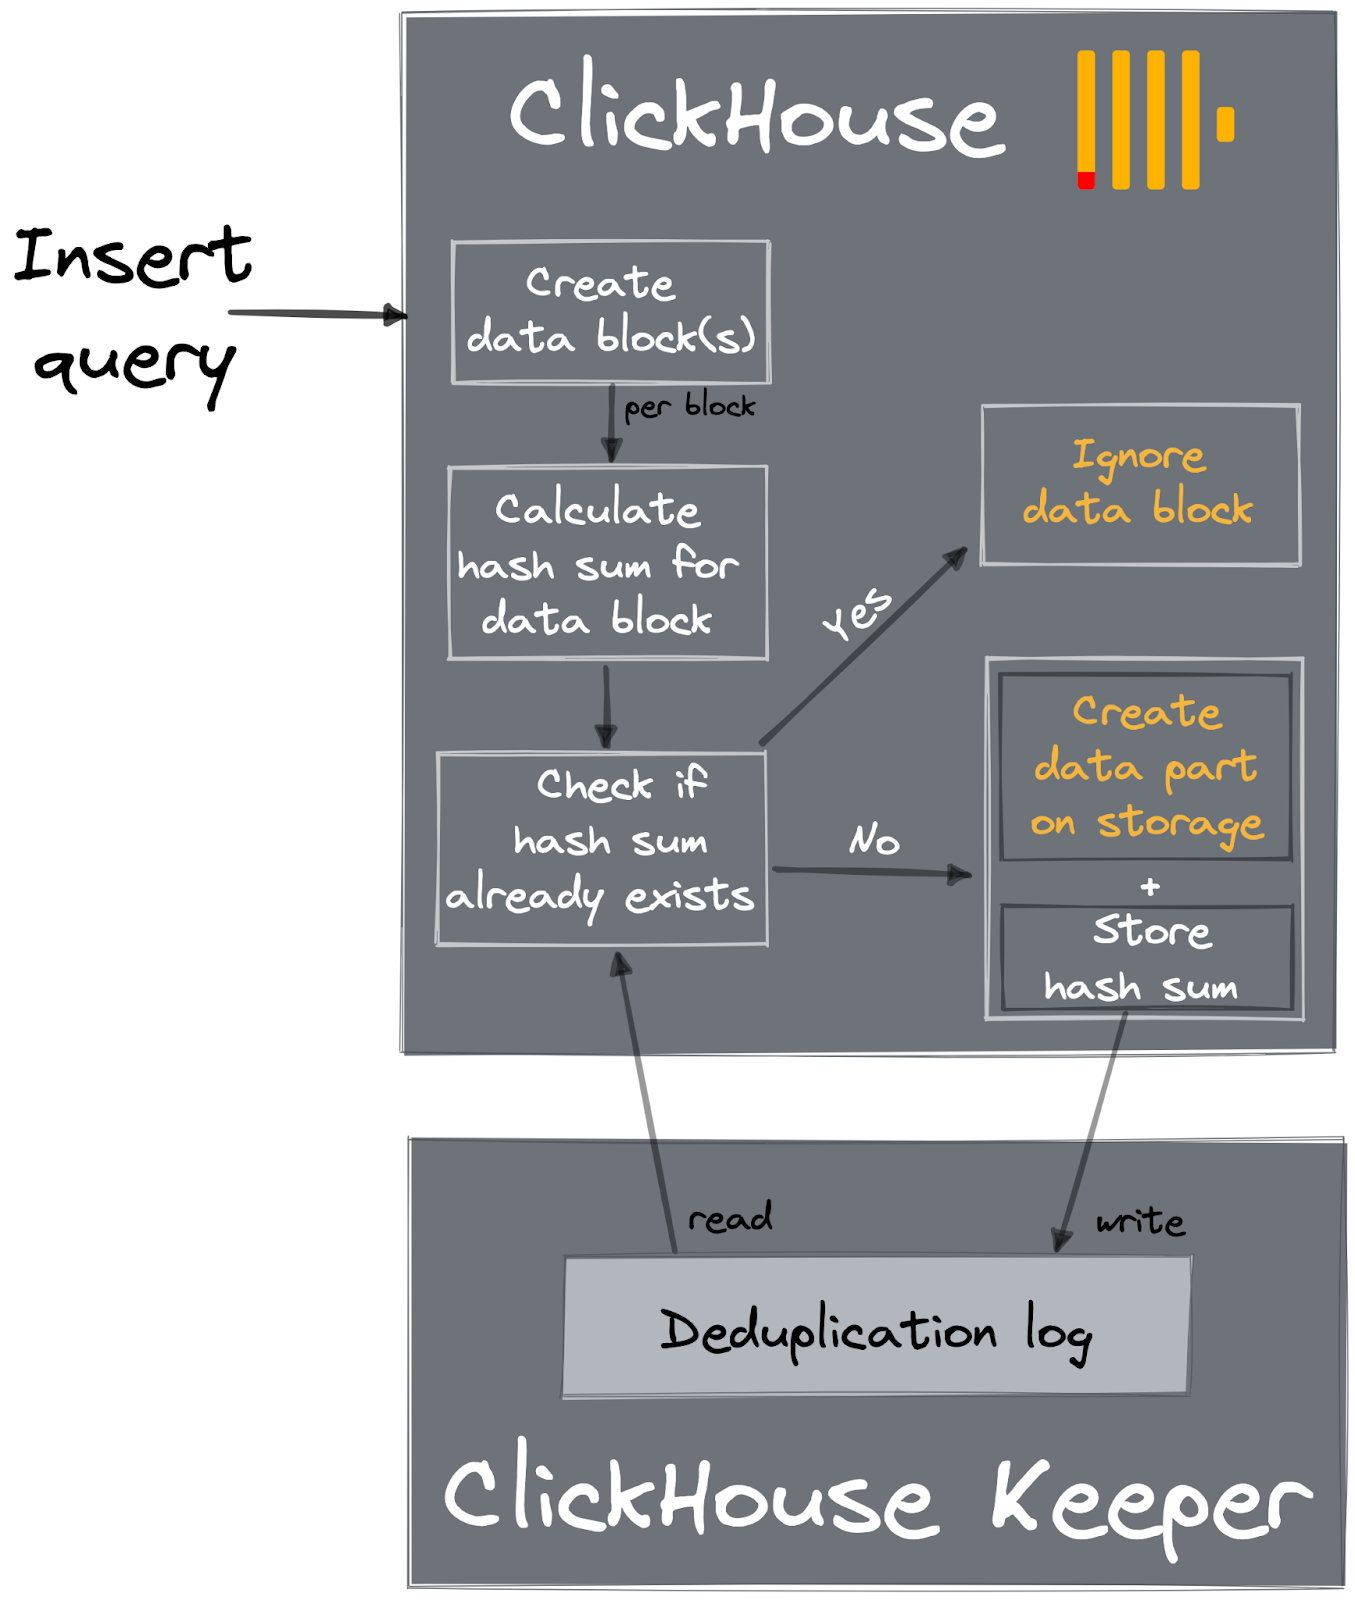 ClickHouse
Insert
query
Create
data block(s)
per block
Calculate
hash sum for
data block
Check if
hash sum
already exists
Yes
Ignore
data block
No
Create
data part
on storage
+
Store
hash sum
read
write
Deduplication log
ClickHouse Keeper